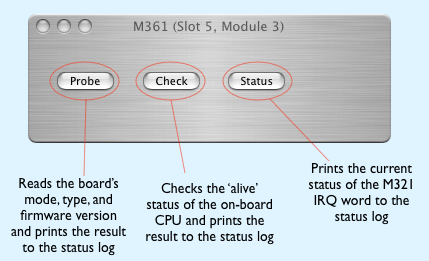 M361 (Slot 5, Module 3)
Probe
Check
Status
Reads the board's
mode, type, and
firmware version
and prints the result
to the status log
Checks the 'alive'
status of the on-board
CPU and prints the
result to the status log
Prints the current
status of the M321
IRQ word to the
status log